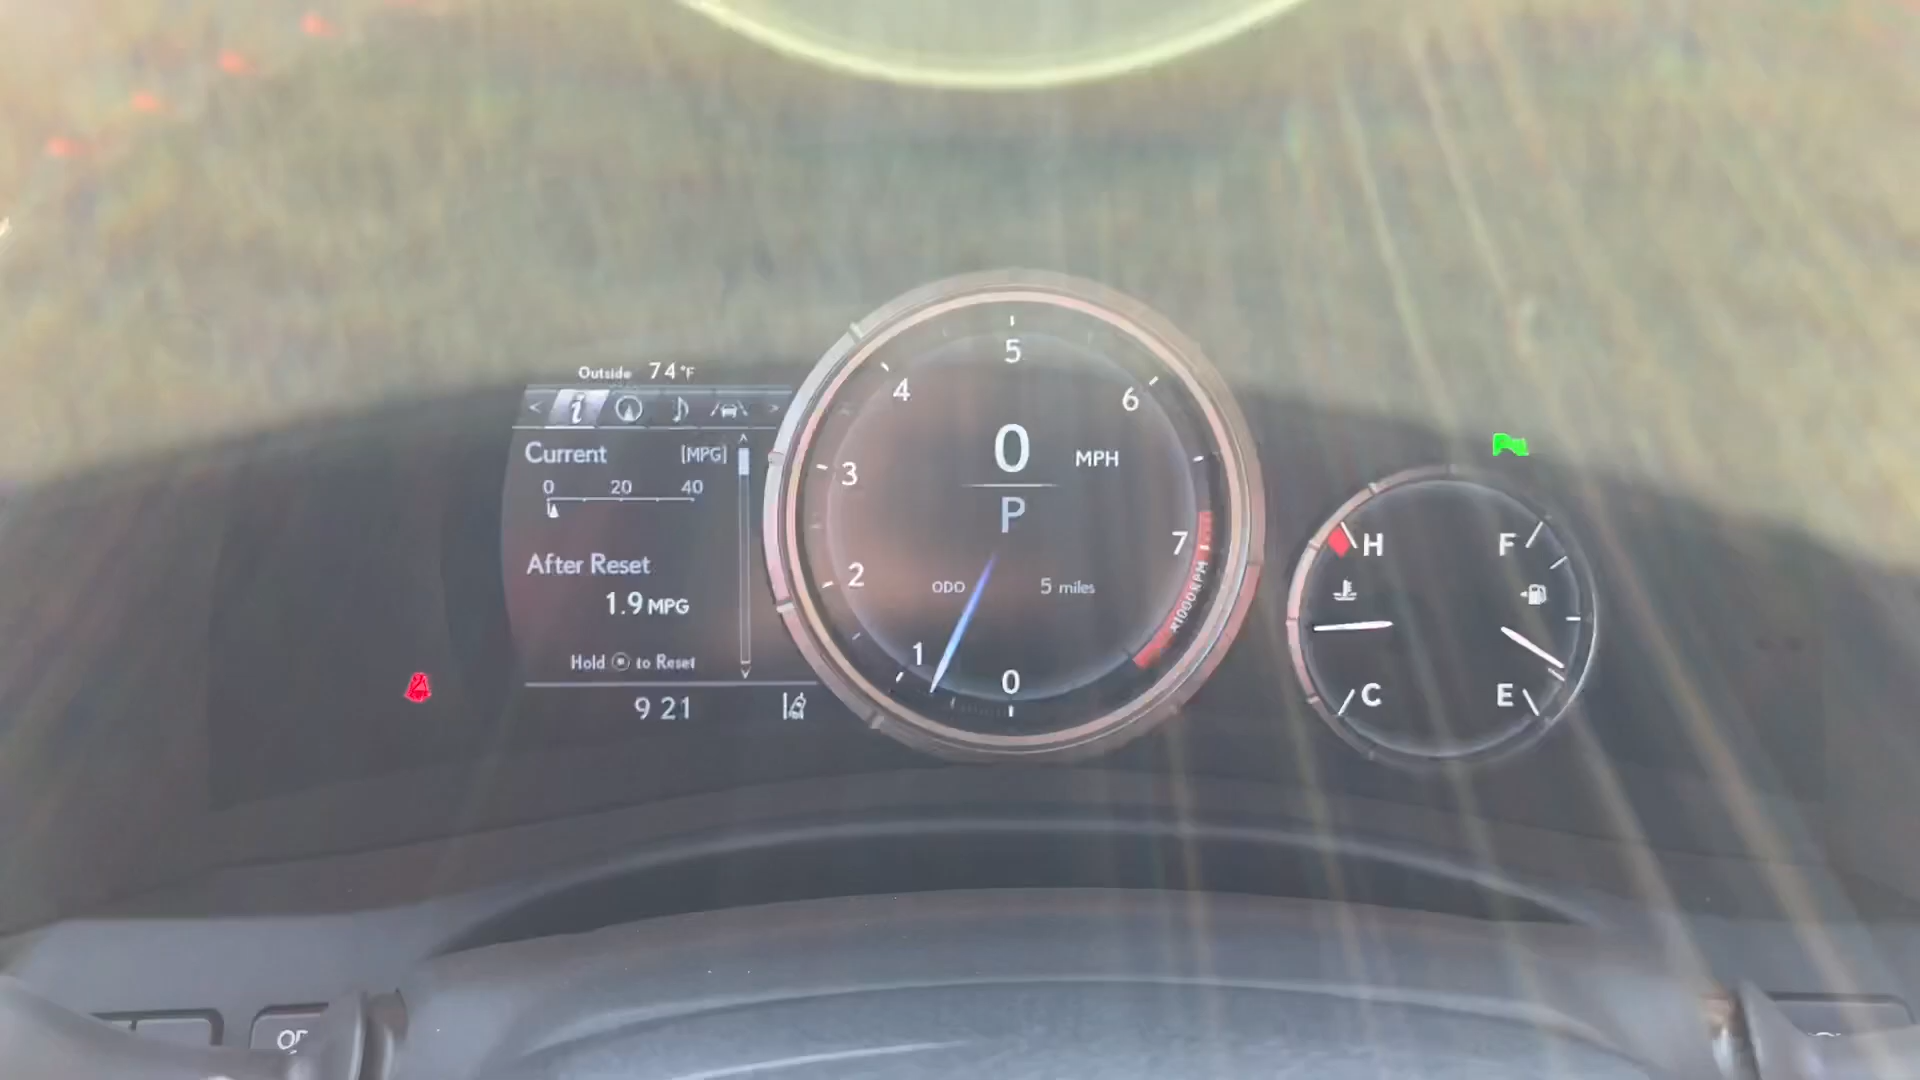 Outside 74°F
Current [MPG]
0 20 40
After Reset
1.9 MPG
Hold to Reset
9 21
0
1
2
3
4
5
6
7
x1000RPM
0 MPH
P
ODO 5 miles
H
C
F
E